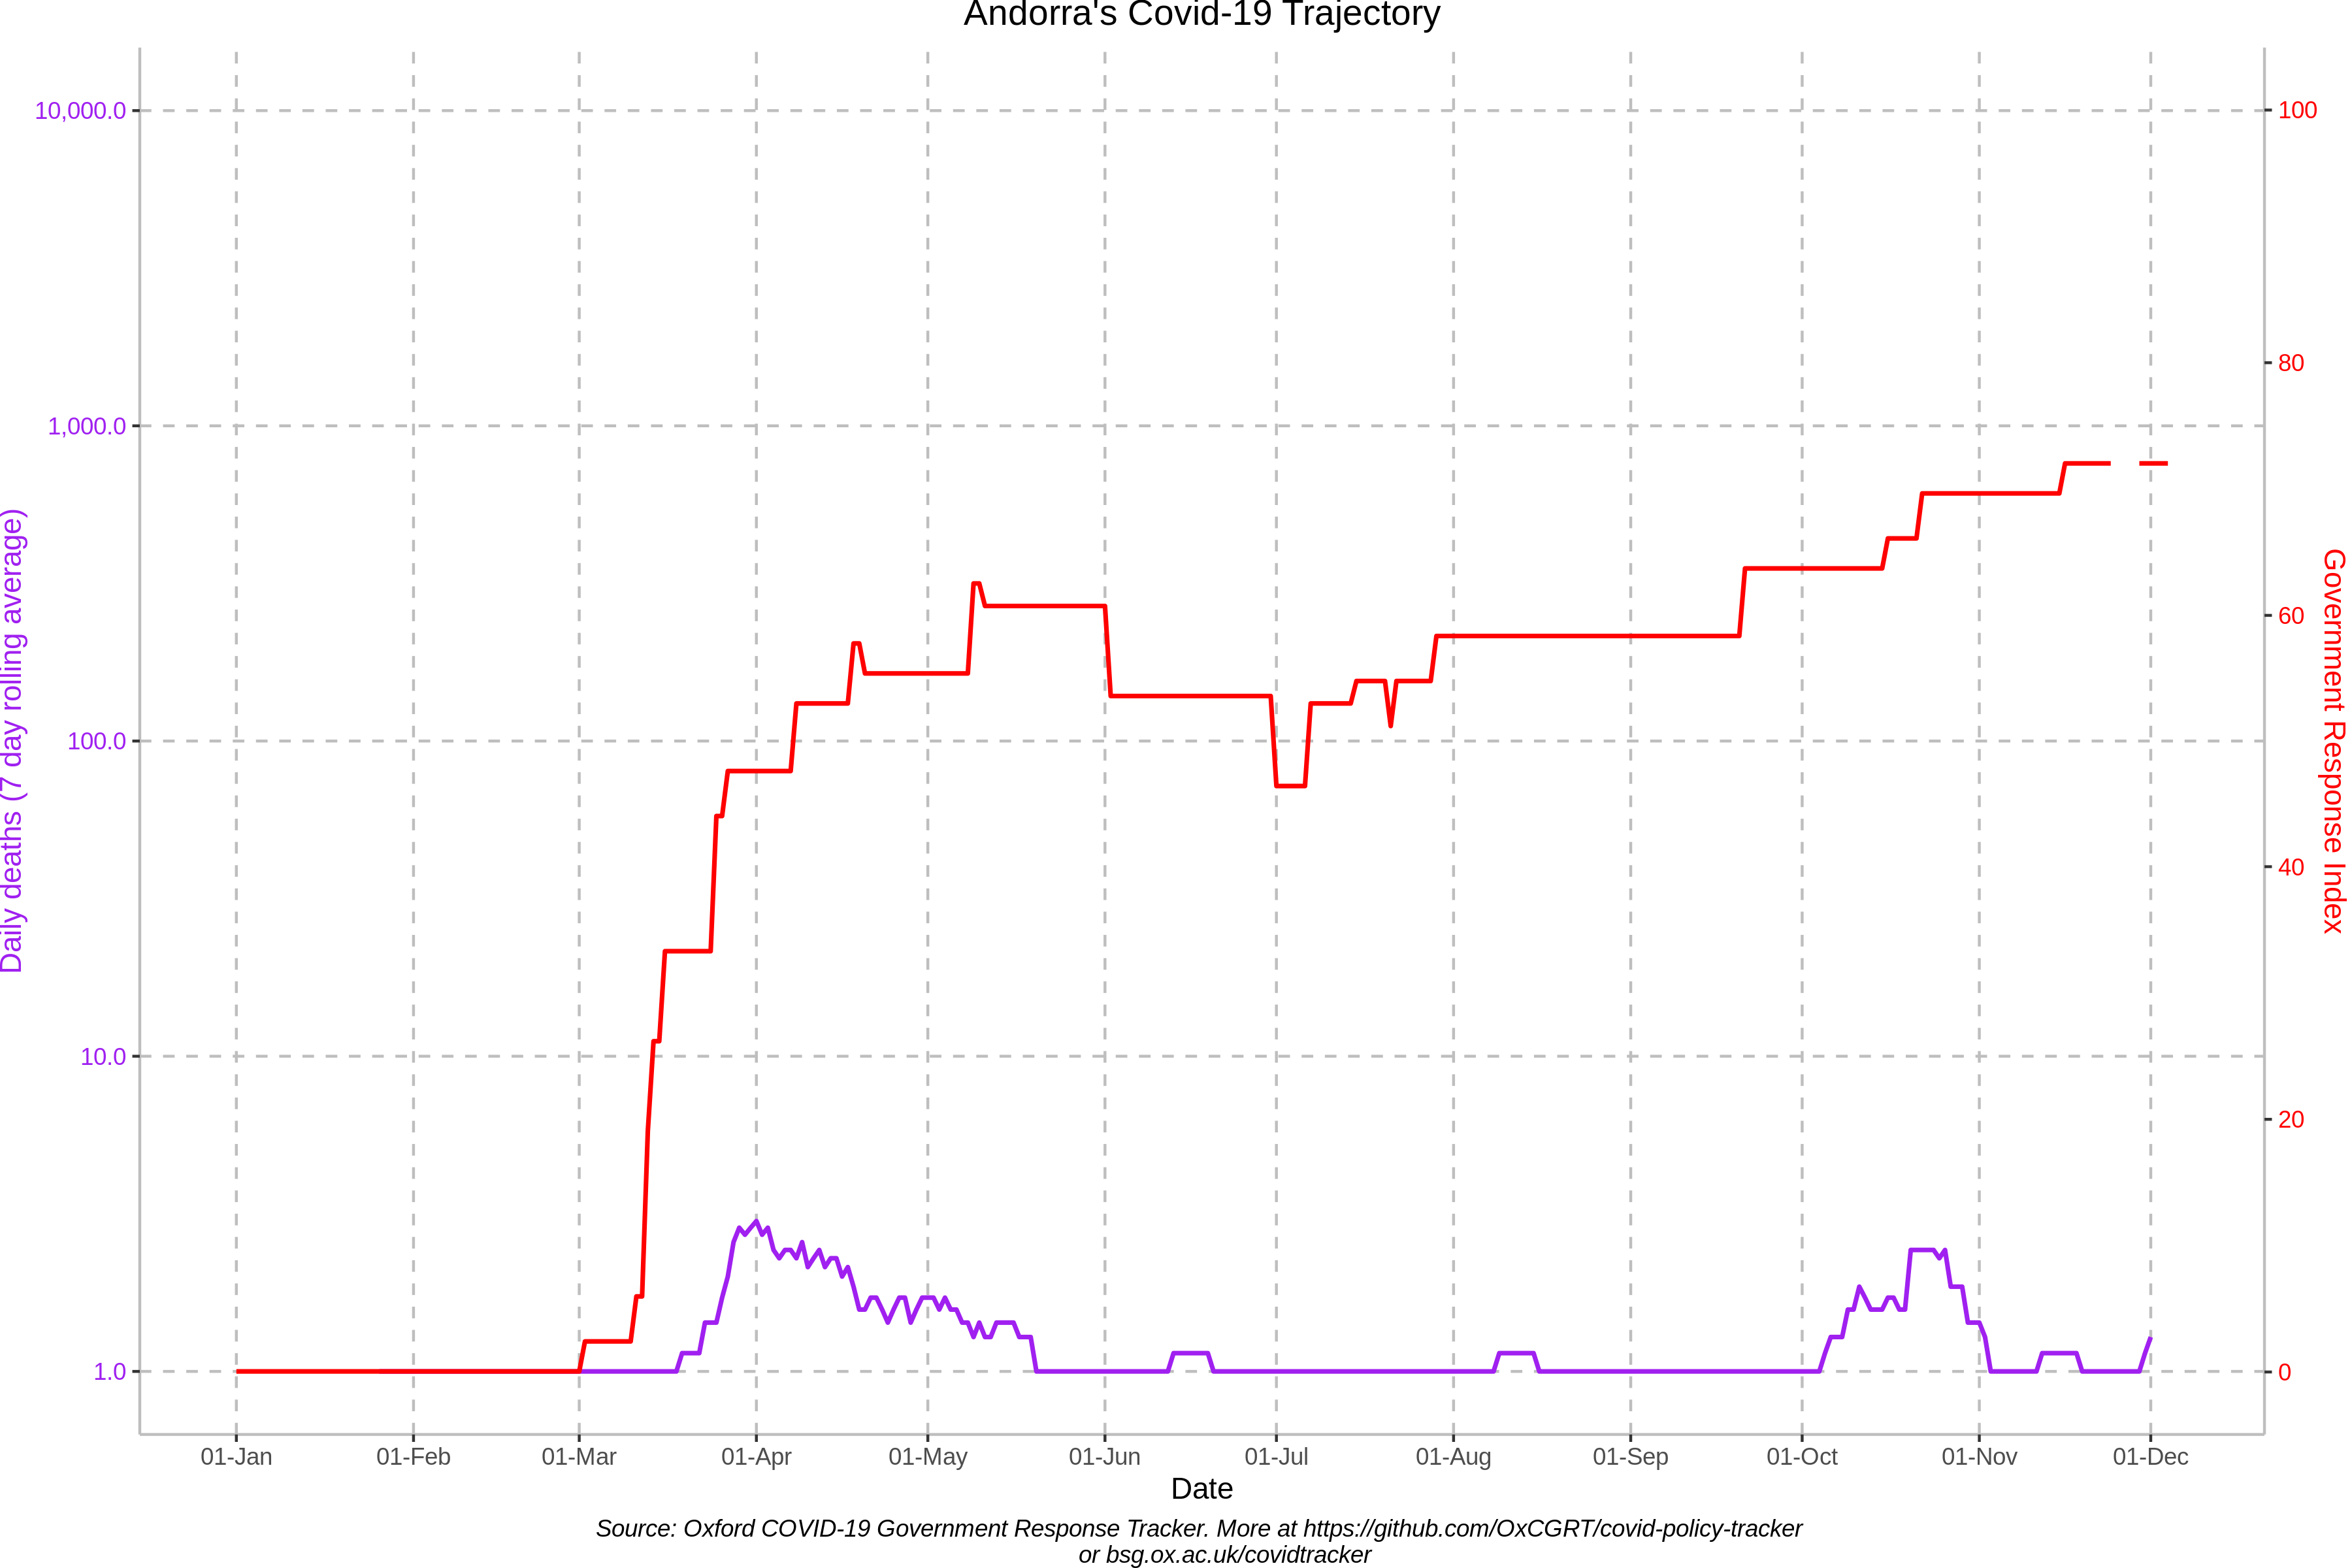 Andorra's Covid-19 Trajectory
10,000.0
1,000.0
100.0
10.0
1.0
Daily deaths (7 day rolling average)
100
80
60
40
20
0
Government Response Index
01-Jan
01-Feb
01-Mar
01-Apr
01-May
01-Jun
01-Jul
01-Aug
01-Sep
01-Oct
01-Nov
01-Dec
Date
Source: Oxford COVID-19 Government Response Tracker. More at https://github.com/OxCGRT/covid-policy-tracker
or bsg.ox.ac.uk/covidtracker